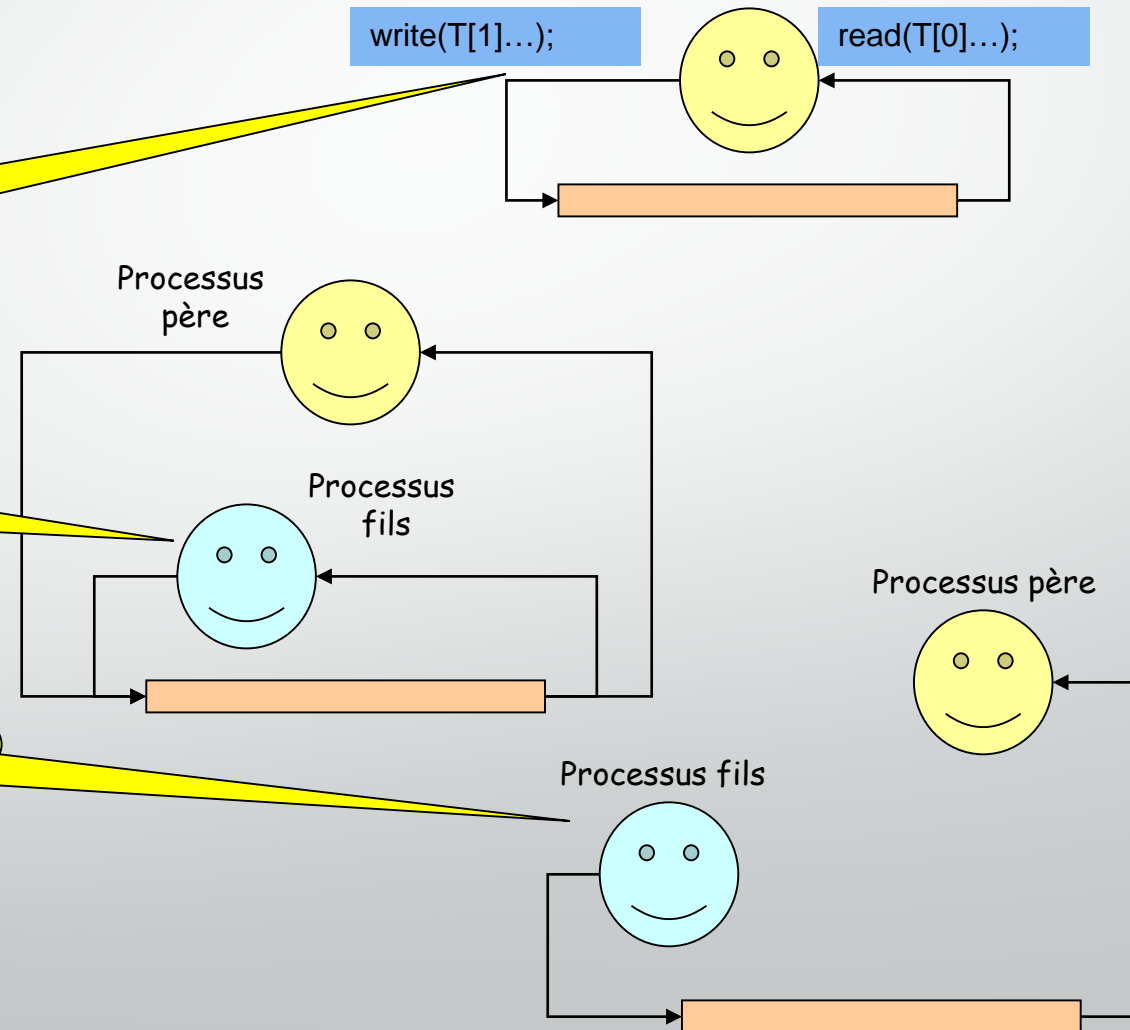 write(T[1]…);
read(T[0]…);
Processus
père
Processus
fils
Processus père
Processus fils